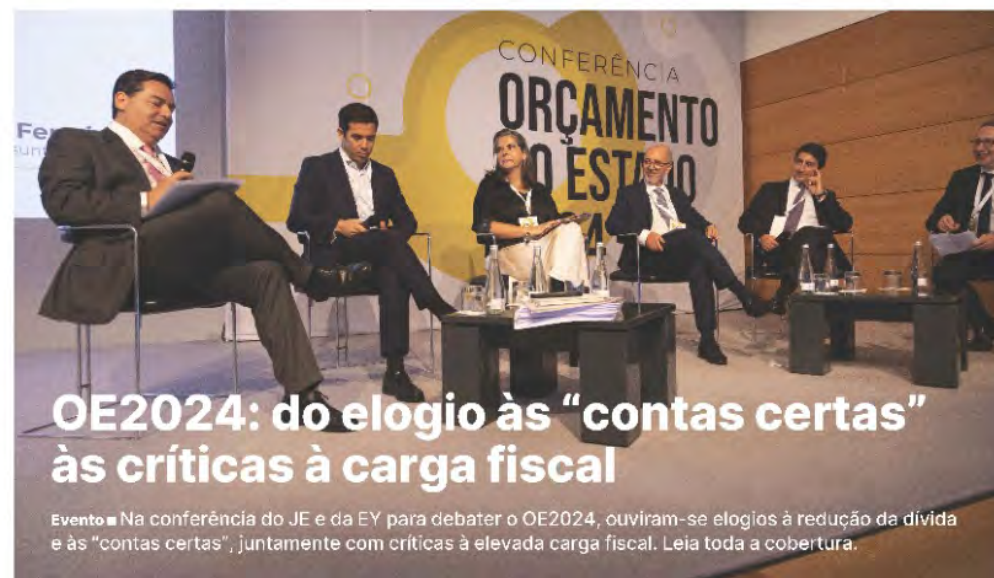 CONFERÊNCIA
ORÇAMENTO
DO ESTADO
OE2024: do elogio às “contas certas”
às críticas à carga fiscal
Evento ■ Na conferência do JE e da EY para debater o OE2024, ouviram-se elogios à redução da dívida
e às “contas certas”, juntamente com críticas à elevada carga fiscal. Leia toda a cobertura.